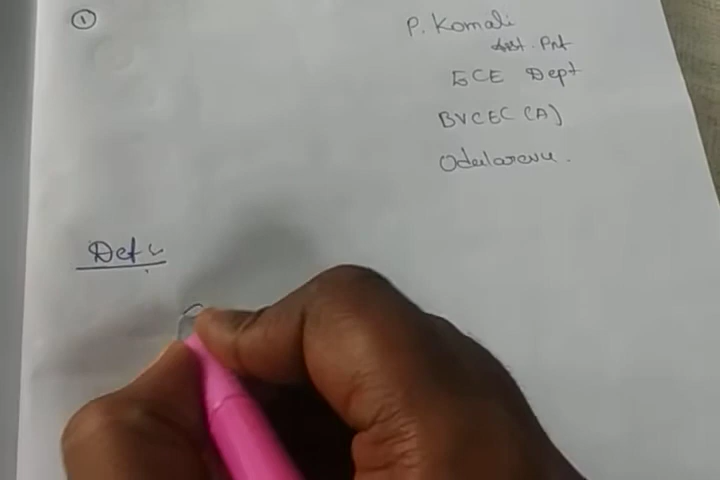 ①
P. Komali
Asst. Prof
ECE Dept
BVCEC (A)
Odalarevu.
Def :